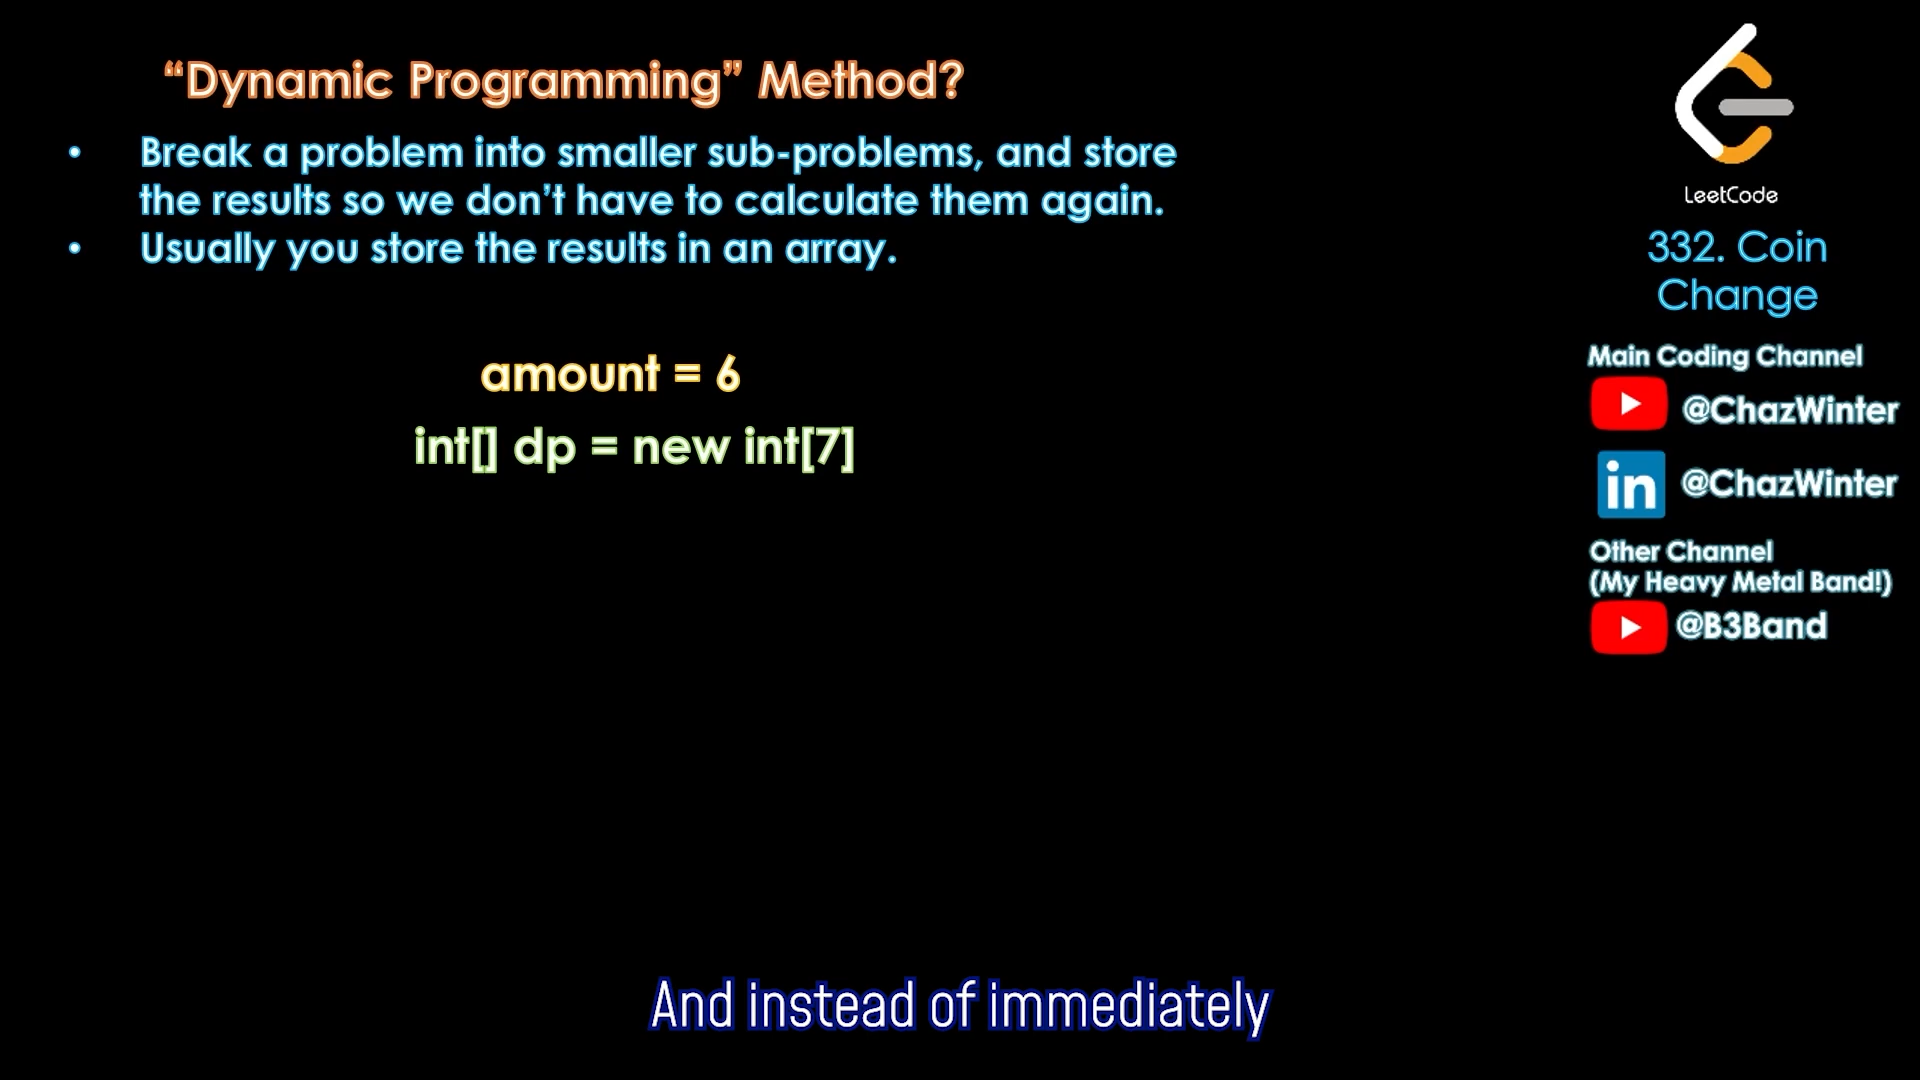 “Dynamic Programming” Method?
• Break a problem into smaller sub-problems, and store
the results so we don’t have to calculate them again.
• Usually you store the results in an array.
amount = 6
int[] dp = new int[7]
LeetCode
332. Coin
Change
Main Coding Channel
@ChazWinter
in @ChazWinter
Other Channel
(My Heavy Metal Band!)
@B3Band
And instead of immediately